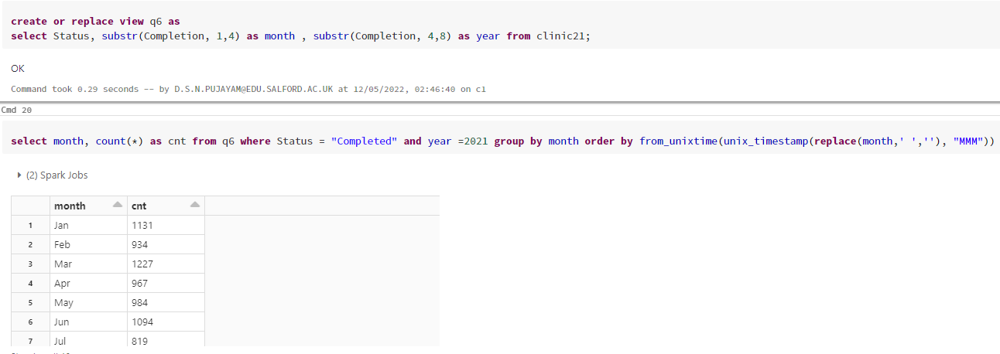 create or replace view q6 as
select Status, substr(Completion, 1,4) as month , substr(Completion, 4,8) as year from clinic21;
OK
Command took 0.29 seconds -- by D.S.N.PUJAYAM@EDU.SALFORD.AC.UK at 12/05/2022, 02:46:40 on c1
Cmd 20
select month, count(*) as cnt from q6 where Status = "Completed" and year =2021 group by month order by from_unixtime(unix_timestamp(replace(month,' ',''), "MMM"))
(2) Spark Jobs
month cnt
1 Jan 1131
2 Feb 934
3 Mar 1227
4 Apr 967
5 May 984
6 Jun 1094
7 Jul 819